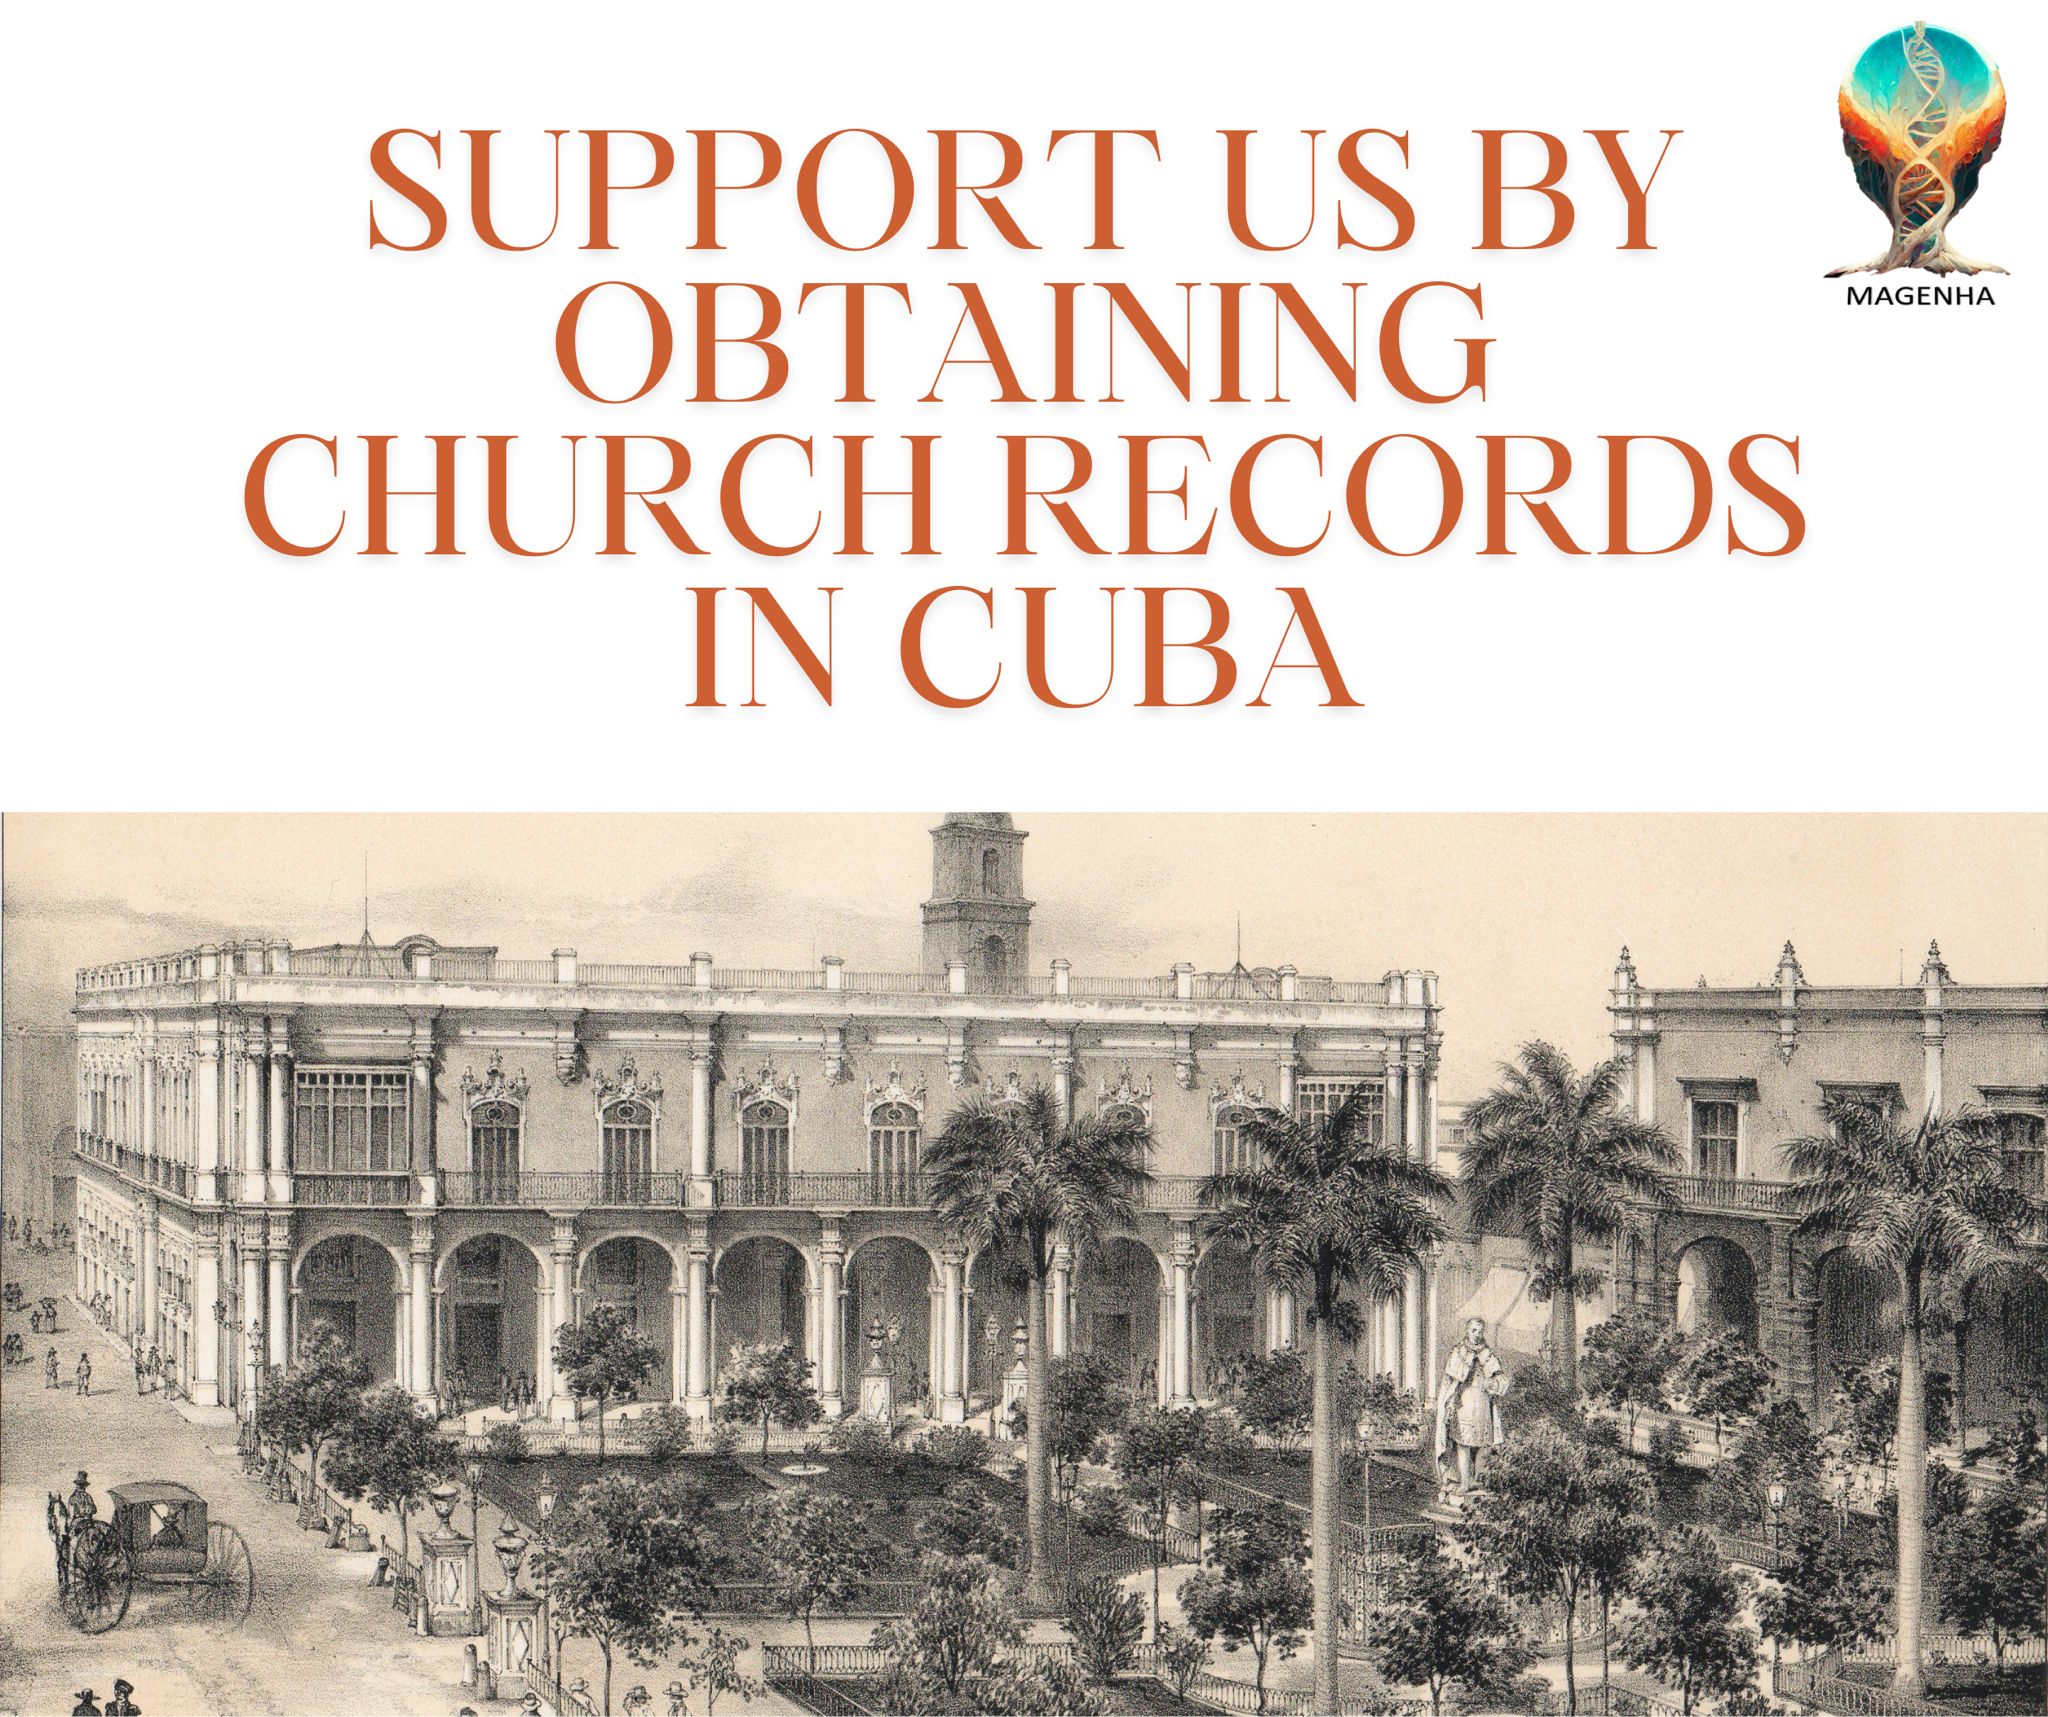 SUPPORT US BY
OBTAINING
CHURCH RECORDS
IN CUBA
MAGENHA